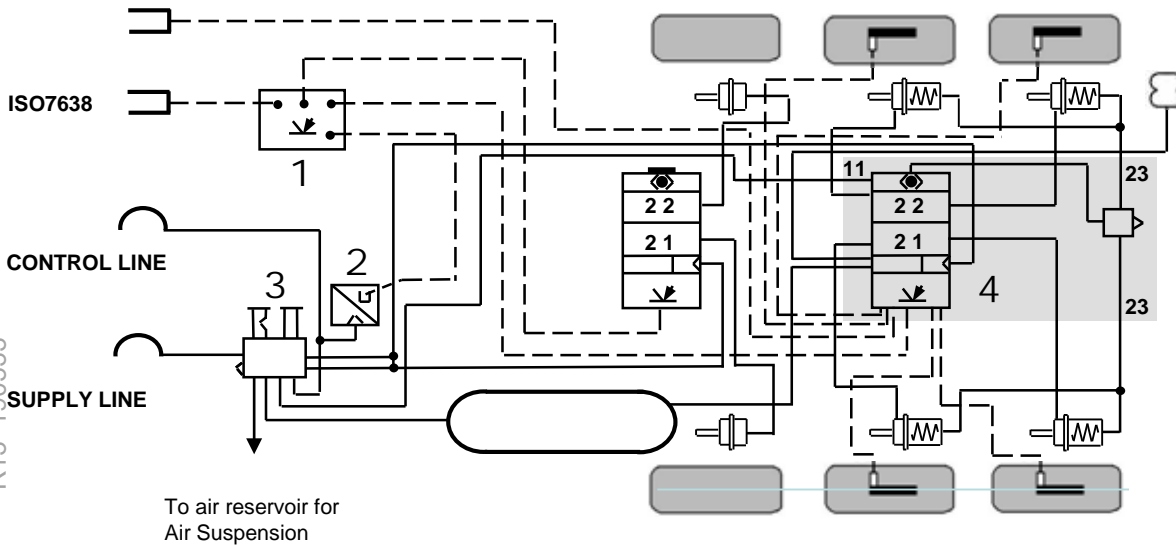 ISO7638
1
CONTROL LINE
2
3
SUPPLY LINE
To air reservoir for
Air Suspension
2 2
2 1
11
2 2
2 1
4
23
23